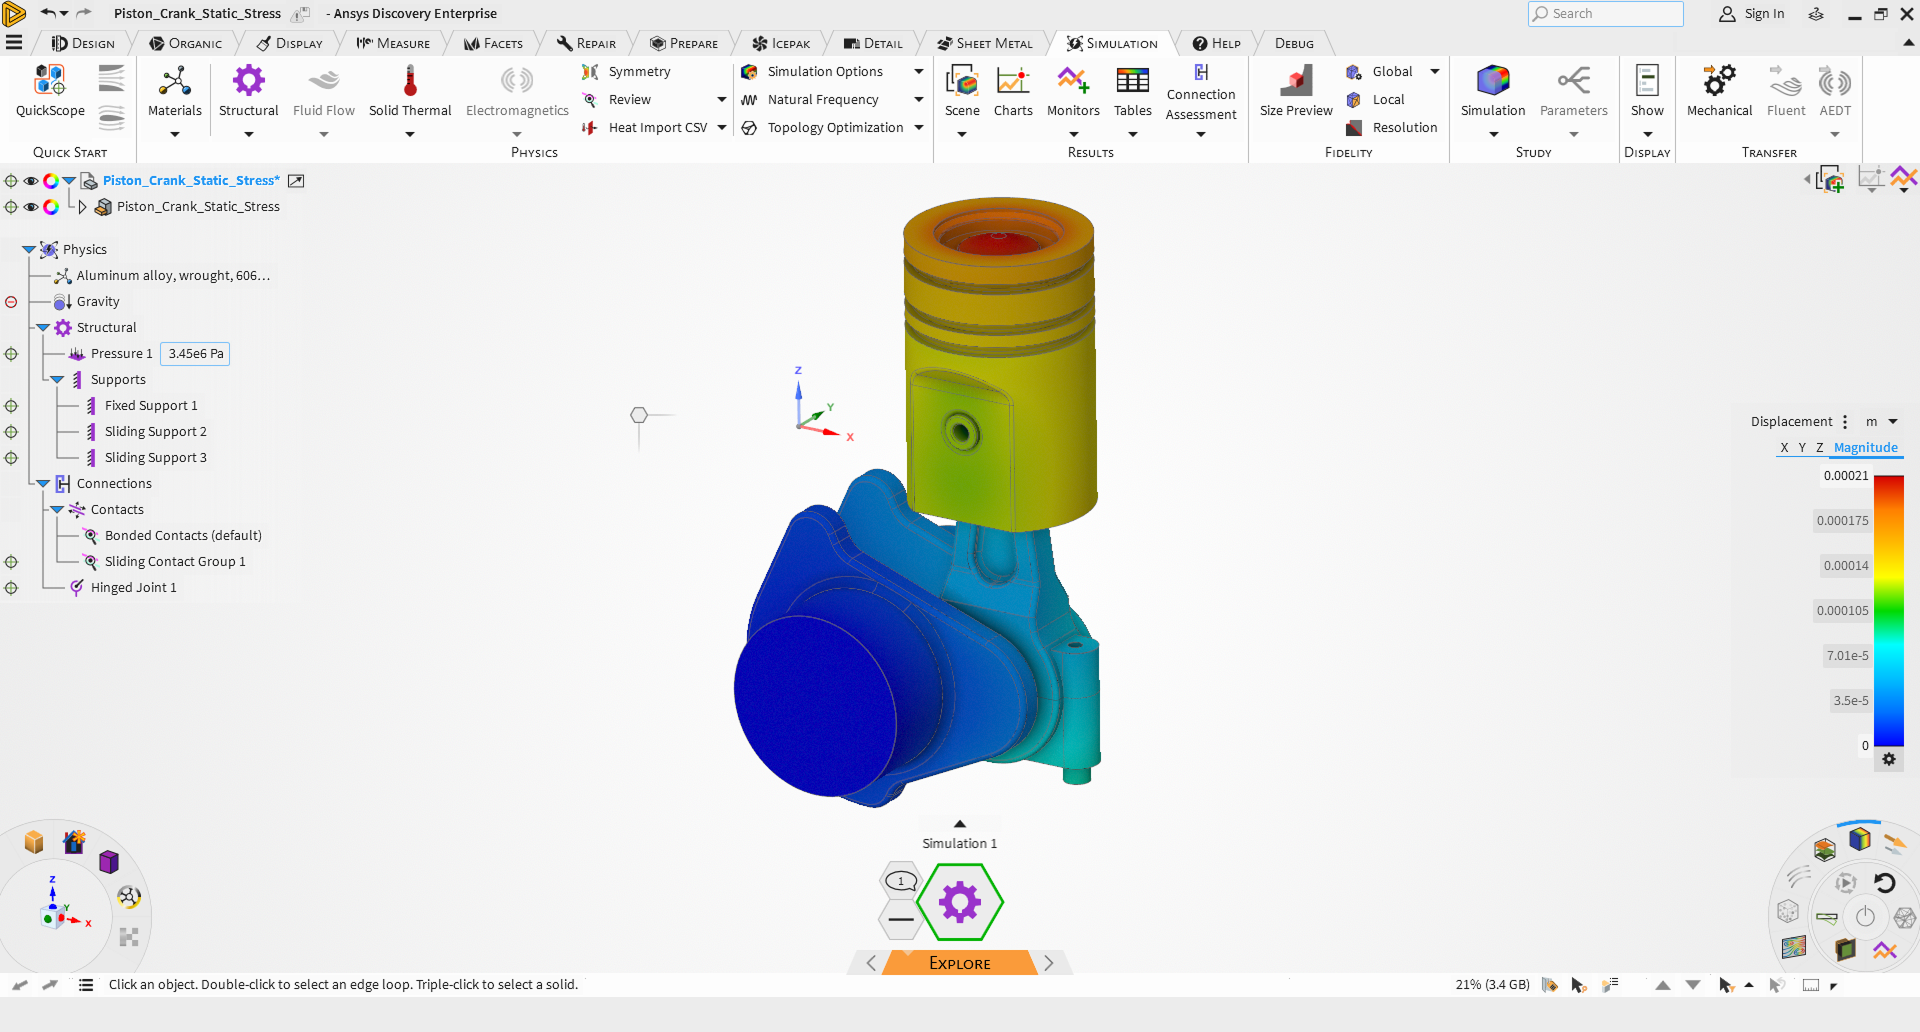 Piston_Crank_Static_Stress - Ansys Discovery Enterprise
Search
Sign In
DESIGN ORGANIC DISPLAY MEASURE FACETS REPAIR PREPARE ICEPAK DETAIL SHEET METAL SIMULATION HELP DEBUG
QuickScope
QUICK START
Materials
Structural
Fluid Flow
Solid Thermal
Electromagnetics
Symmetry
Review
Heat Import CSV
Simulation Options
Natural Frequency
Topology Optimization
PHYSICS
Scene
Charts
Monitors
Tables
Connection
Assessment
RESULTS
Size Preview
Global
Local
Resolution
FIDELITY
Simulation
Parameters
STUDY
Show
DISPLAY
Mechanical
Fluent
AEDT
TRANSFER
Piston_Crank_Static_Stress*
Piston_Crank_Static_Stress
Physics
Aluminum alloy, wrought, 606...
Gravity
Structural
Pressure 1 3.45e6 Pa
Supports
Fixed Support 1
Sliding Support 2
Sliding Support 3
Connections
Contacts
Bonded Contacts (default)
Sliding Contact Group 1
Hinged Joint 1
Z
Y
X
Displacement m
X Y Z Magnitude
0.00021
0.000175
0.00014
0.000105
7.01e-5
3.5e-5
0
Simulation 1
1
EXPLORE
Z
Y
X
Click an object. Double-click to select an edge loop. Triple-click to select a solid.
21% (3.4 GB)